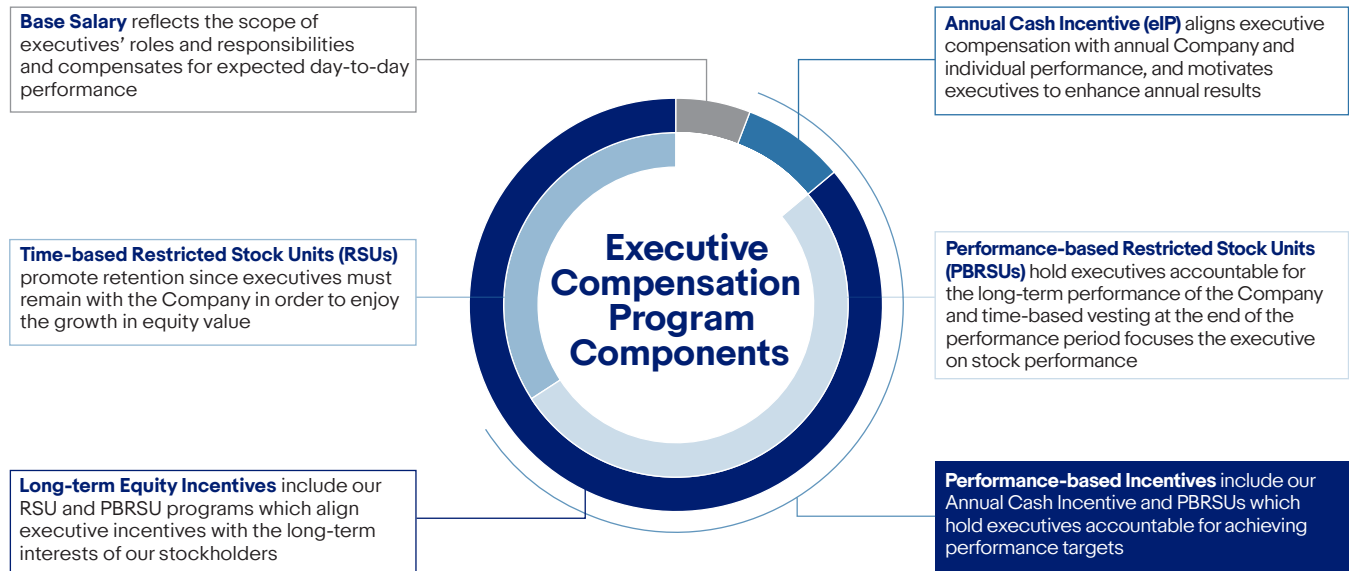 Base Salary reflects the scope of
executives’ roles and responsibilities
and compensates for expected day-to-day
performance
Annual Cash Incentive (eIP) aligns executive
compensation with annual Company and
individual performance, and motivates
executives to enhance annual results
Time-based Restricted Stock Units (RSUs)
promote retention since executives must
remain with the Company in order to enjoy
the growth in equity value
Executive
Compensation
Program
Components
Performance-based Restricted Stock Units
(PBRSUs) hold executives accountable for
the long-term performance of the Company
and time-based vesting at the end of the
performance period focuses the executive
on stock performance
Long-term Equity Incentives include our
RSU and PBRSU programs which align
executive incentives with the long-term
interests of our stockholders
Performance-based Incentives include our
Annual Cash Incentive and PBRSUs which
hold executives accountable for achieving
performance targets